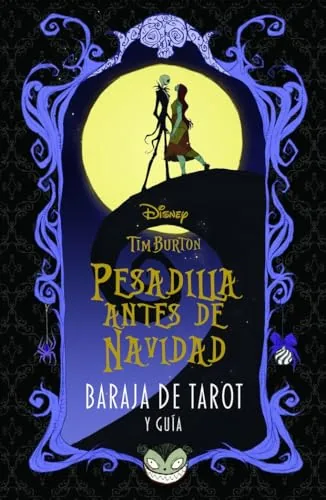 Disney
TIM BURTON
PESADILLA
ANTES DE
NAVIDAD
BARAJA DE TAROT
Y GUÍA